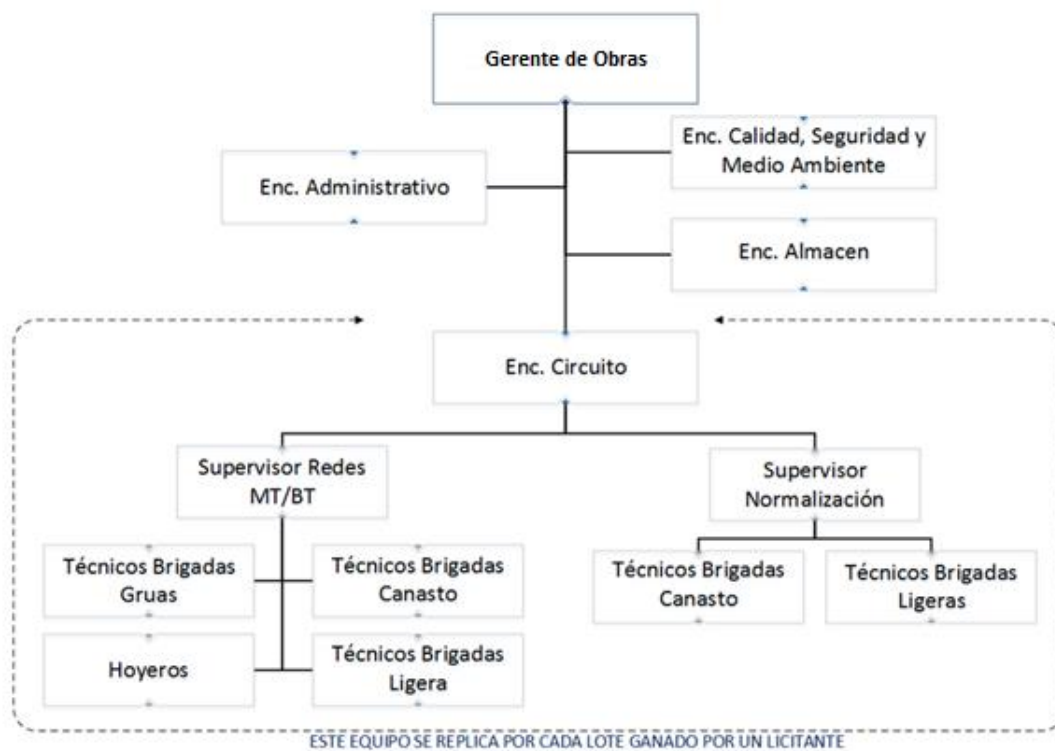 Gerente de Obras
Enc. Calidad, Seguridad y
Medio Ambiente
Enc. Administrativo
Enc. Almacen
Enc. Circuito
Supervisor Redes
MT/BT
Supervisor
Normalización
Técnicos Brigadas
Gruas
Técnicos Brigadas
Canasto
Técnicos Brigadas
Canasto
Técnicos Brigadas
Ligeras
Hoyeros
Técnicos Brigadas
Ligera
ESTE EQUIPO SE REPLICA POR CADA LOTE GANADO POR UN LICITANTE